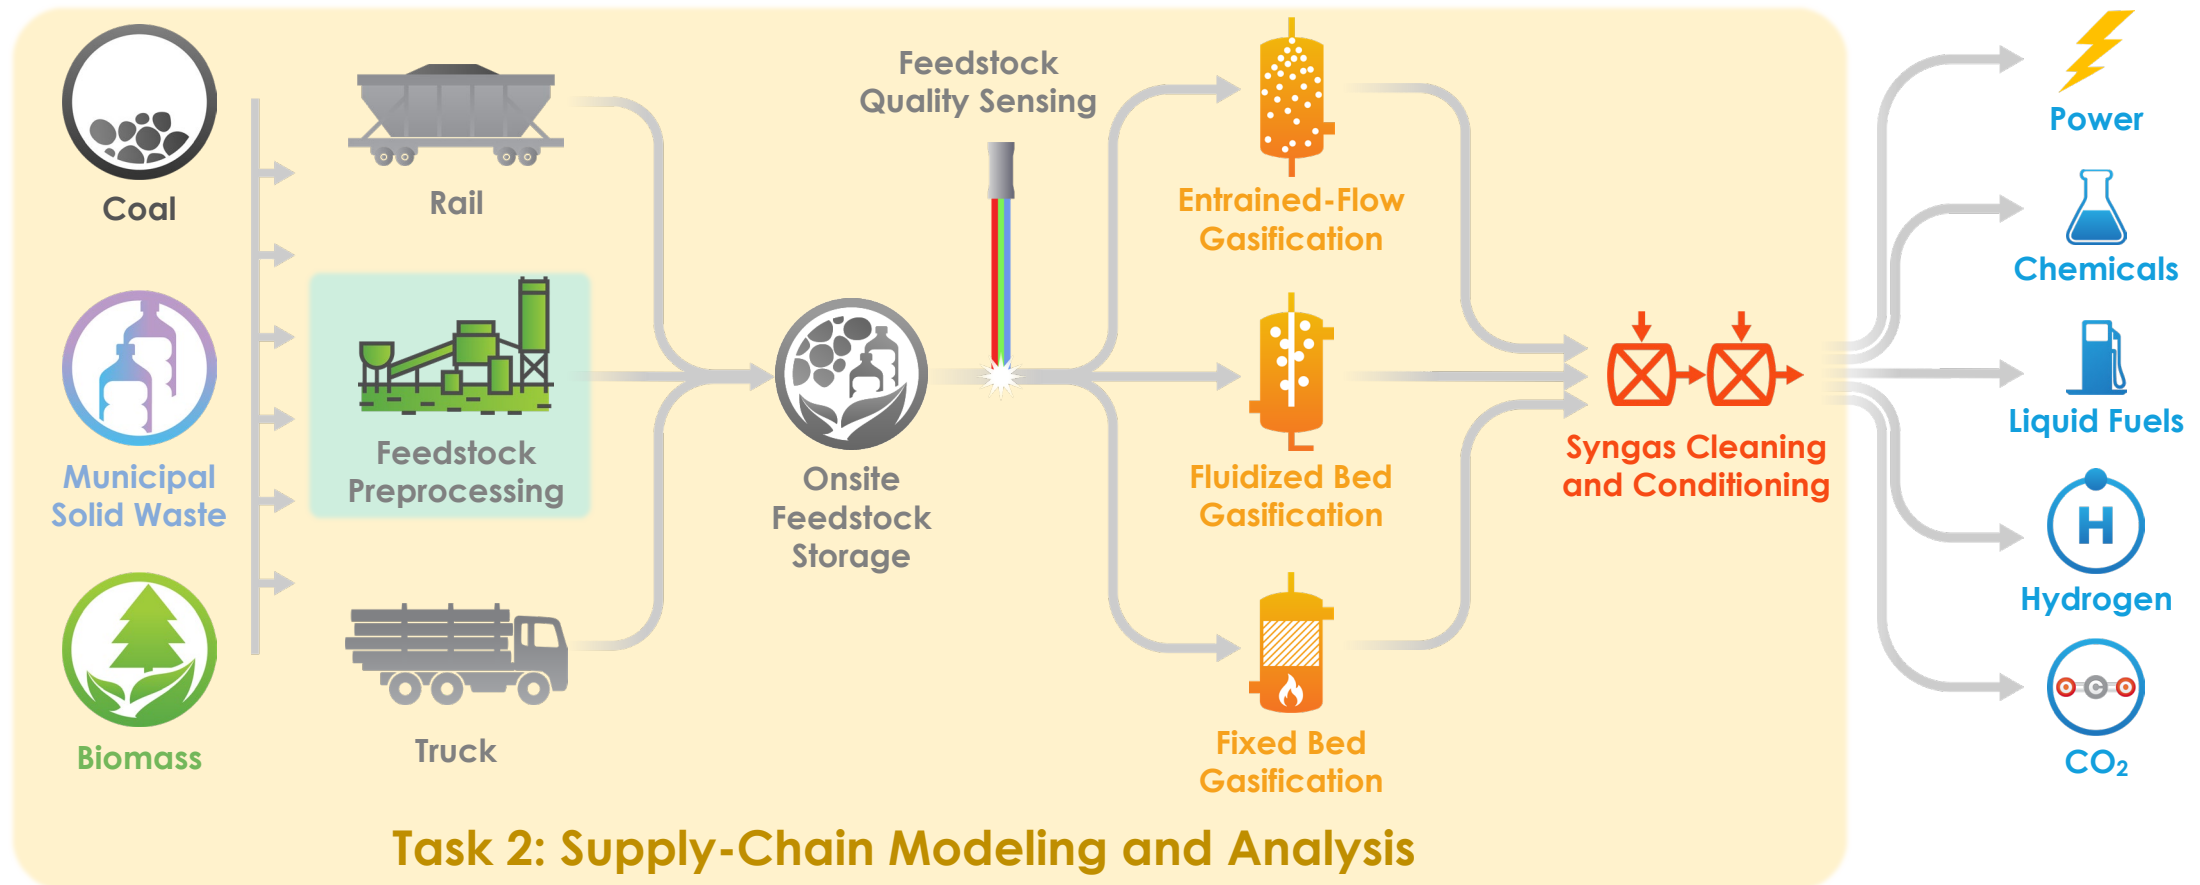 Coal
Municipal
Solid Waste
Biomass
Rail
Feedstock
Preprocessing
Truck
Onsite
Feedstock
Storage
Feedstock
Quality Sensing
Entrained-Flow
Gasification
Fluidized Bed
Gasification
Fixed Bed
Gasification
Syngas Cleaning
and Conditioning
Power
Chemicals
Liquid Fuels
H
Hydrogen
C
CO₂
Task 2: Supply-Chain Modeling and Analysis